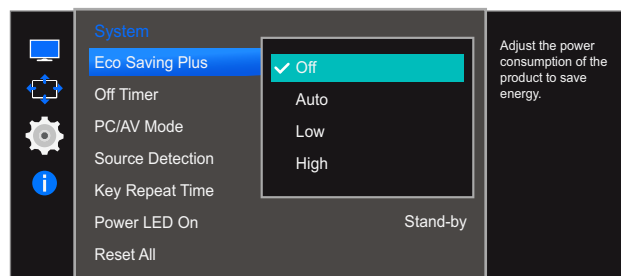 System
Eco Saving Plus
Off
Auto
Low
High
Off Timer
PC/AV Mode
Source Detection
Key Repeat Time
Power LED On
Stand-by
Reset All
Adjust the power
consumption of the
product to save
energy.